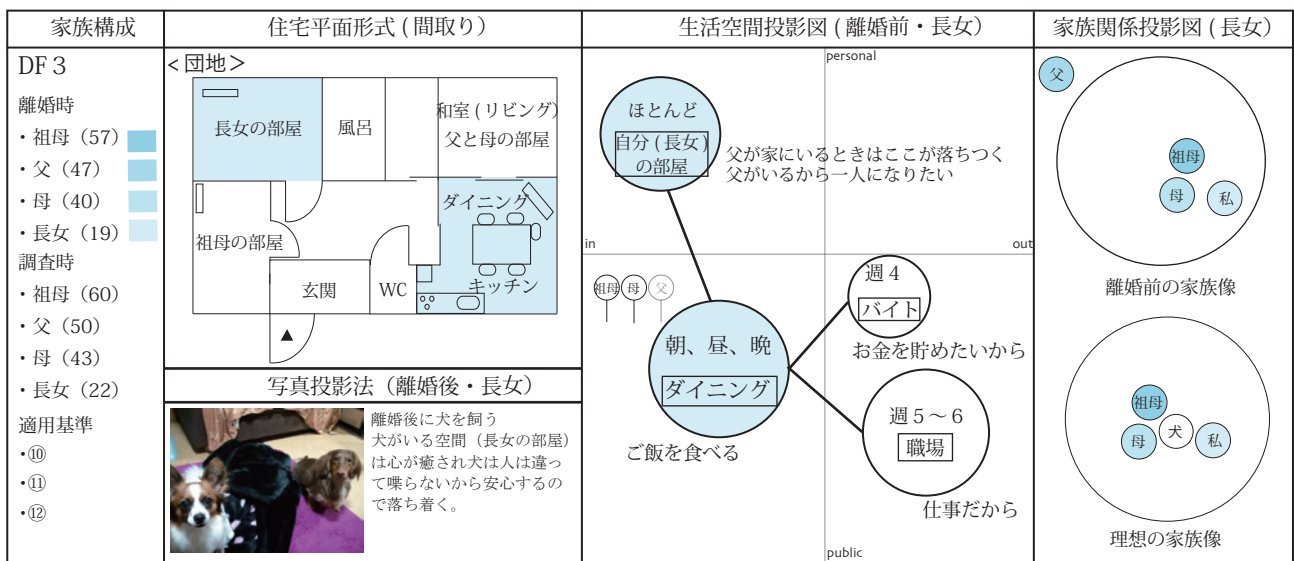 家族構成
住宅平面形式 ( 間取り）
生活空間投影図 ( 離婚前・長女）
家族関係投影図 ( 長女）
DF 3
離婚時
・祖母（57）
・父（47）
・母（40）
・長女（19）
調査時
・祖母（60）
・父（50）
・母（43）
・長女（22）
適用基準
・⑩
・⑪
・⑫
< 団地＞
長女の部屋
風呂
和室 ( リビング）
父と母の部屋
ダイニング
祖母の部屋
玄関
WC
キッチン
▲
写真投影法（離婚後・長女）
離婚後に犬を飼う
犬がいる空間（長女の部屋）
は心が癒され犬は人は違っ
て喋らないから安心するの
で落ち着く。
personal
ほとんど
自分 ( 長女）
の部屋
父が家にいるときはここが落ちつく
父がいるから一人になりたい
in
out
祖母
母
父
週 4
バイト
お金を貯めたいから
朝、昼、晩
ダイニング
ご飯を食べる
週 5 〜 6
職場
仕事だから
public
父
祖母
母
私
離婚前の家族像
祖母
母
犬
私
理想の家族像